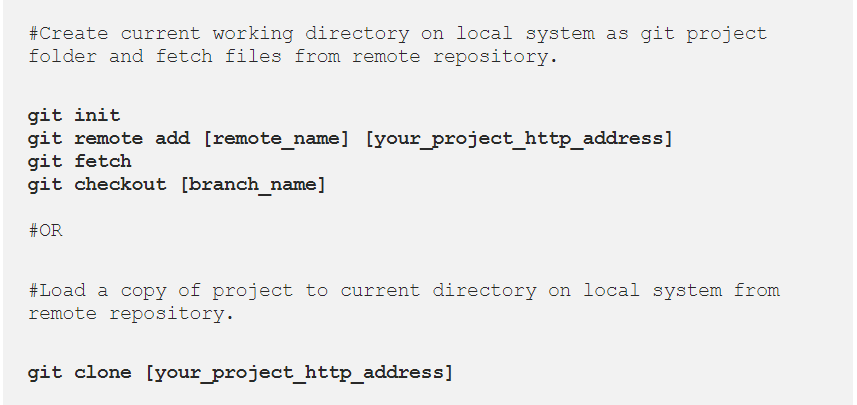 #Create current working directory on local system as git project
folder and fetch files from remote repository.
git init
git remote add [remote_name] [your_project_http_address]
git fetch
git checkout [branch_name]
#OR
#Load a copy of project to current directory on local system from
remote repository.
git clone [your_project_http_address]